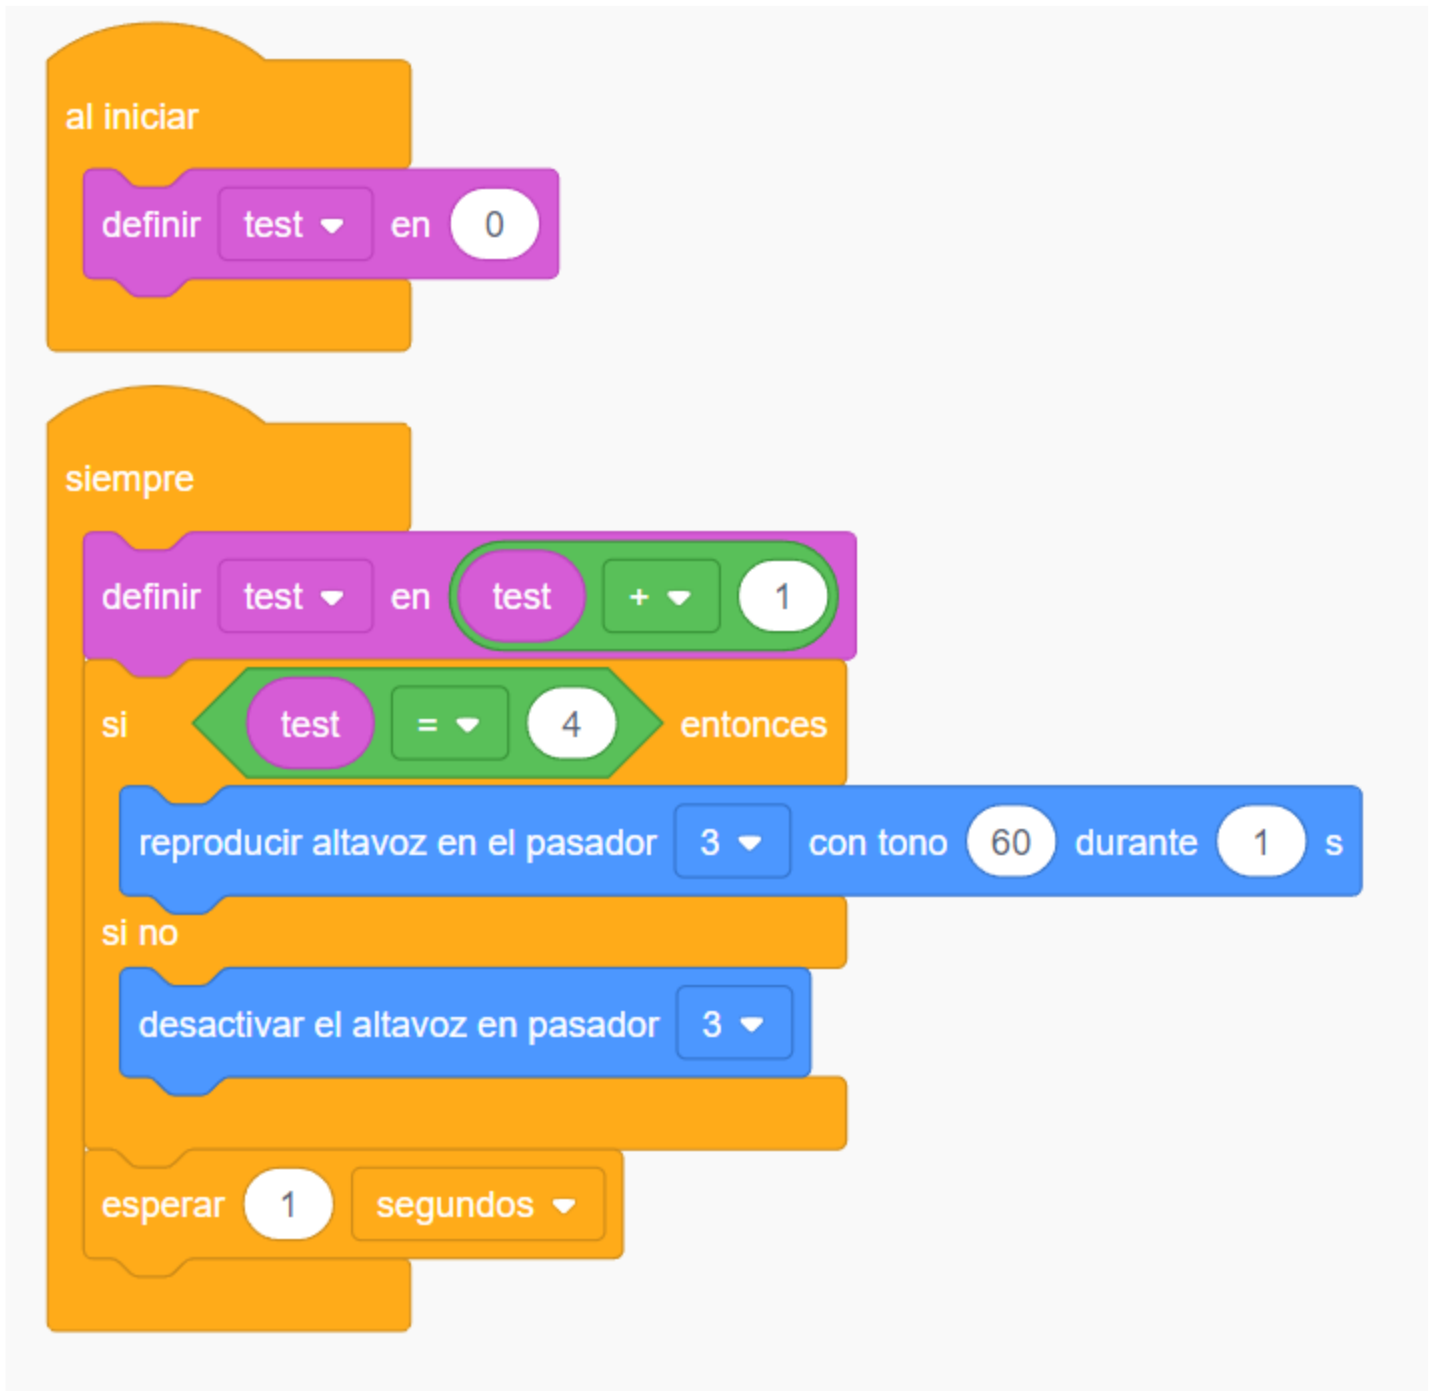 al iniciar
definir test en 0
siempre
definir test en test + 1
si test = 4 entonces
reproducir altavoz en el pasador 3 con tono 60 durante 1 s
si no
desactivar el altavoz en pasador 3
esperar 1 segundos